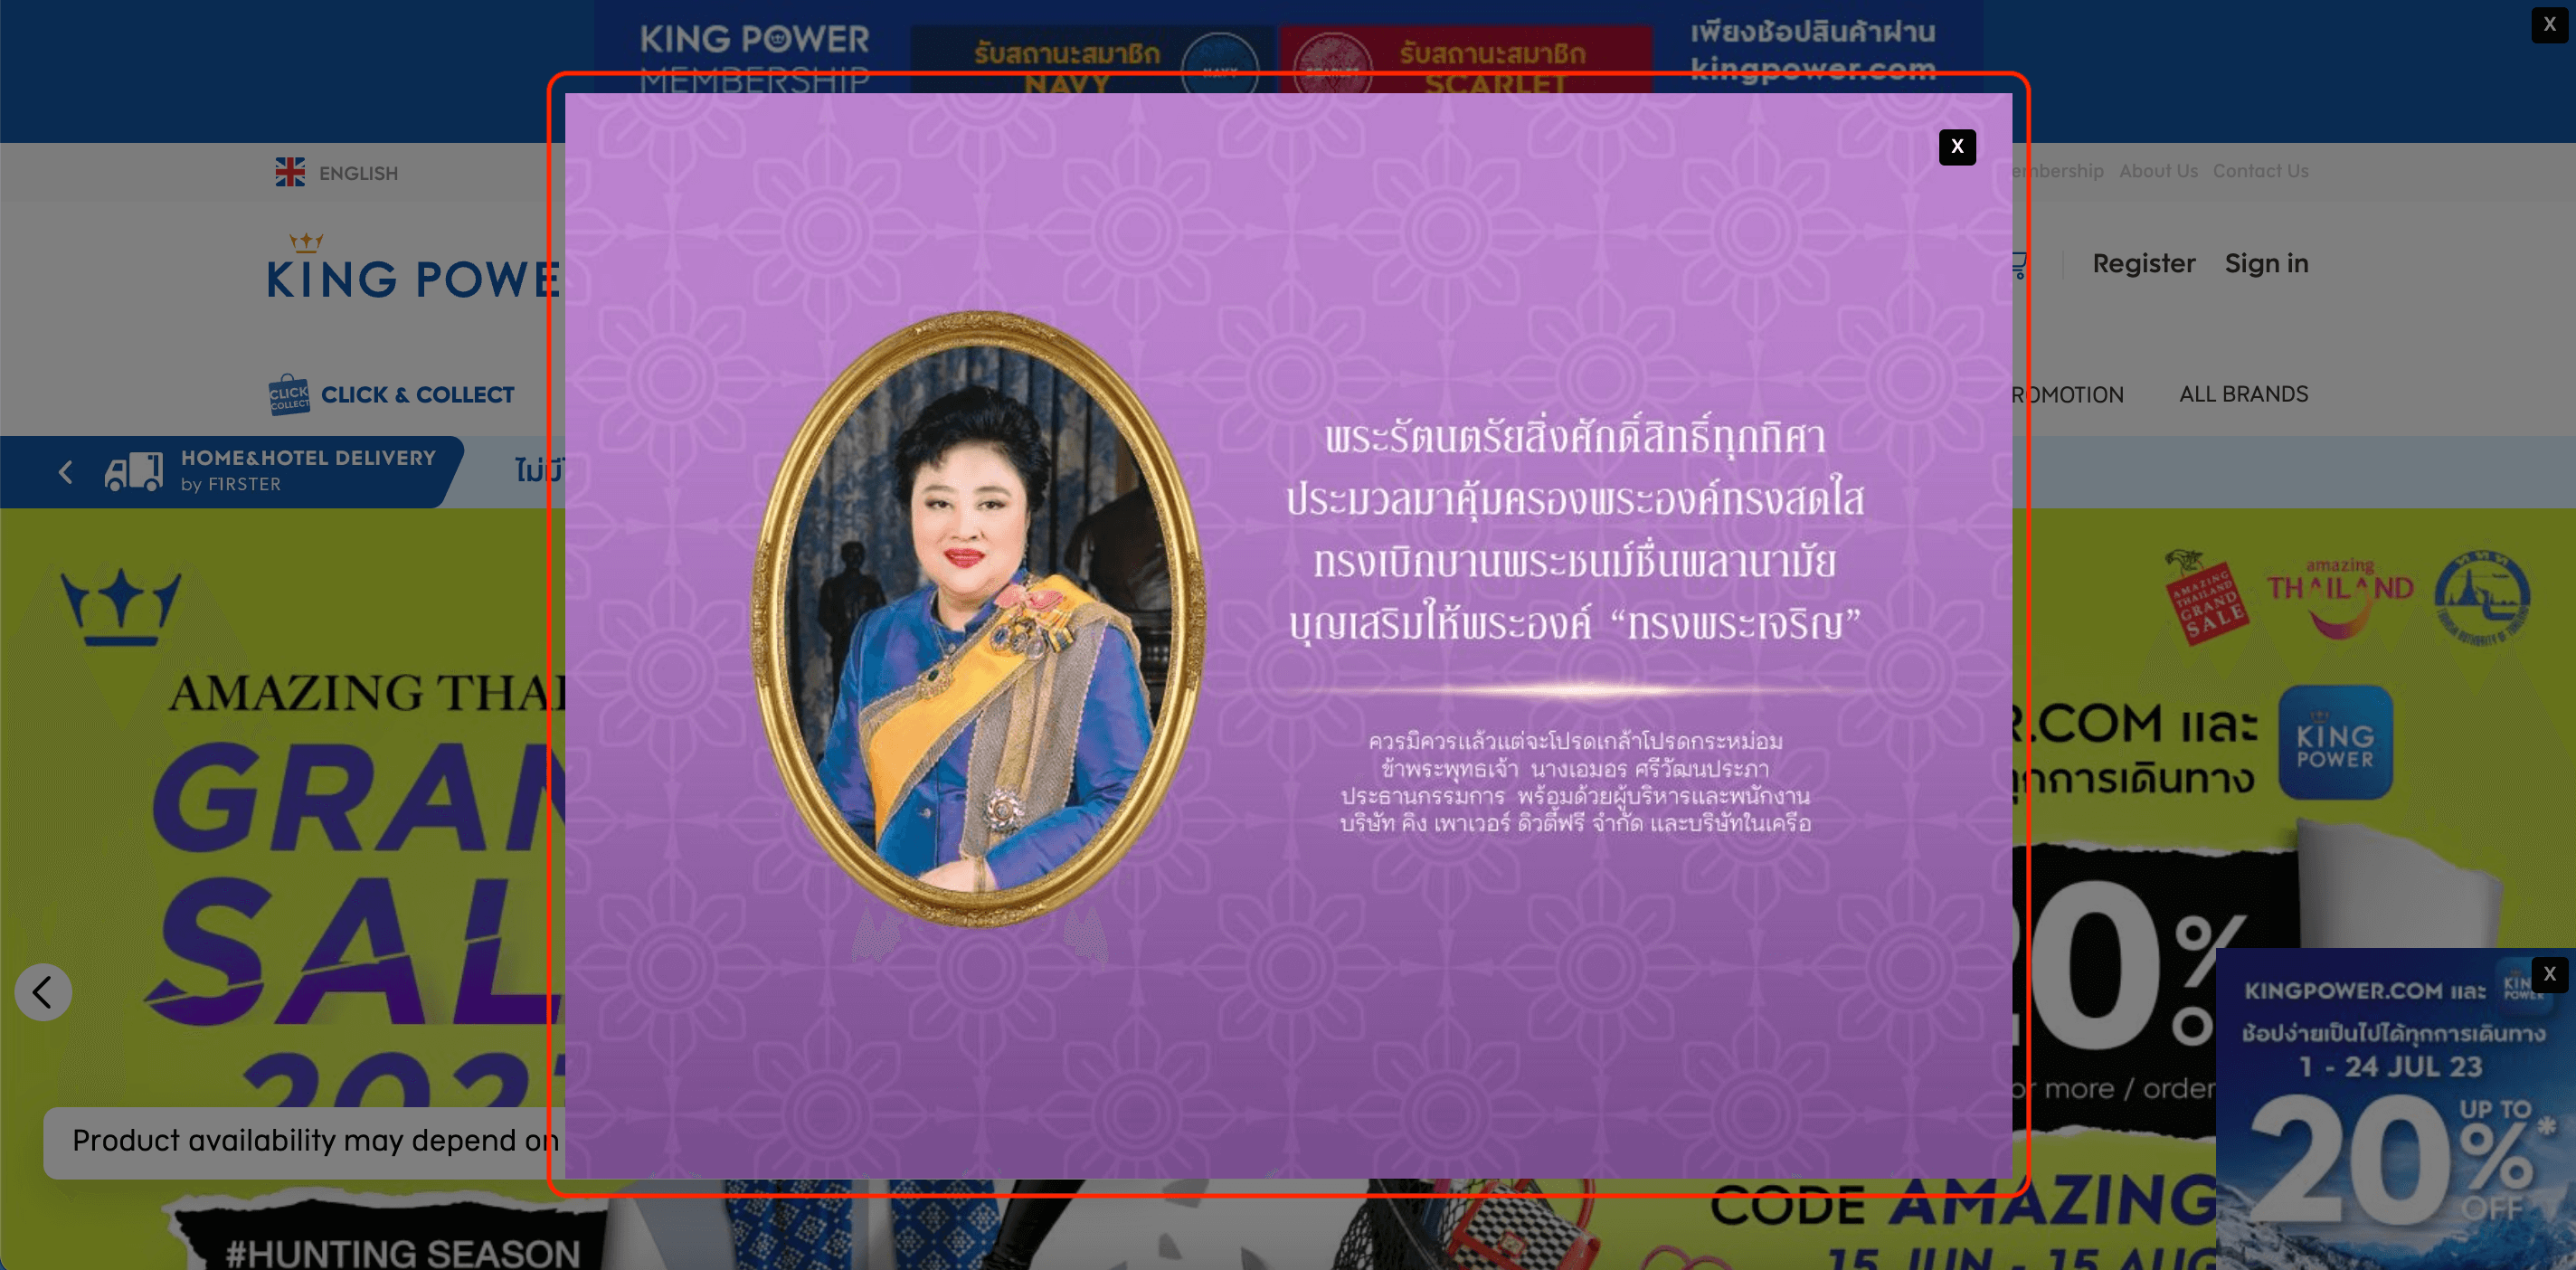 KING POWER
MEMBERSHIP
รับสถานะสมาชิก
NAVY
NAVY
SCARLET
รับสถานะสมาชิก
SCARLET
เพียงช้อปสินค้าผ่าน
kingpower.com
X
X
ENGLISH
embership About Us Contact Us
KING POWE
Register Sign in
CLICK COLLECT
CLICK & COLLECT
ROMOTION ALL BRANDS
HOME&HOTEL DELIVERY
by F1RSTER
ไม่มี
พระรัตนตรัยสิ่งศักดิ์สิทธิ์ทุกทิศา
ประมวลมาคุ้มครองพระองค์ทรงสดใส
ทรงเบิกบานพระชนม์ชื่นพลานามัย
บุญเสริมให้พระองค์ “ทรงพระเจริญ”
ควรมิควรแล้วแต่จะโปรดเกล้าโปรดกระหม่อม
ข้าพระพุทธเจ้า นางเอมอร ศรีวัฒนประภา
ประธานกรรมการ พร้อมด้วยผู้บริหารและพนักงาน
บริษัท คิง เพาเวอร์ ดิวตี้ฟรี จำกัด และบริษัทในเครือ
AMAZING THAILAND GRAND SALE
amazing
THAILAND
AMAZING THAI
GRAN
SAL
202
R.COM และ
ทุกการเดินทาง
KING
POWER
20%
or more / order
Product availability may depend on
#HUNTING SEASON
CODE AMAZING
15 JUN - 15 AUG
KINGPOWER.COM และ
KING POWER
X
ช้อปง่ายเป็นไปได้ทุกการเดินทาง
1 - 24 JUL 23
UP TO
20%*
OFF